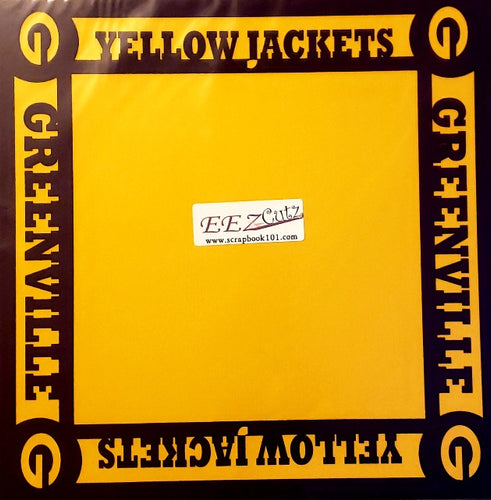 G YELLOW JACKETS G
GREENVILLE
GREENVILLE
EEZCutz
www.scrapbook101.com
G YELLOW JACKETS G